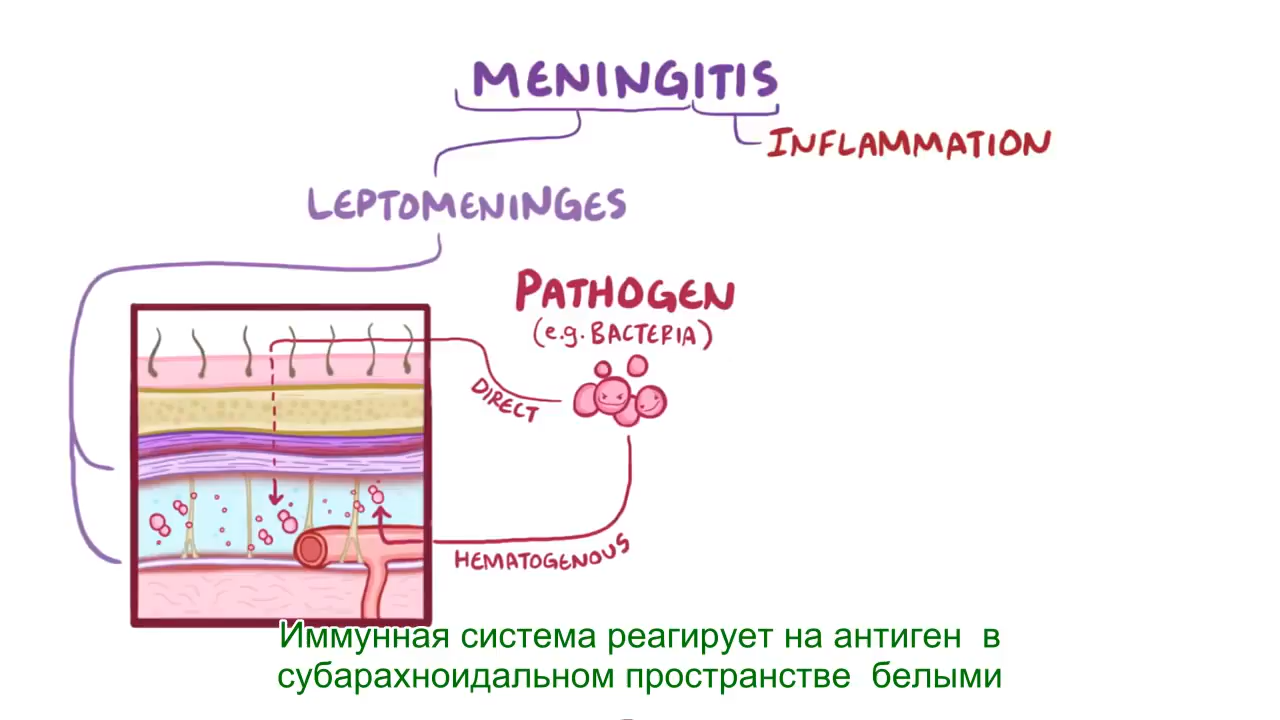 MENINGITIS
INFLAMMATION
LEPTOMENINGES
PATHOGEN
(e.g. BACTERIA)
DIRECT
HEMATOGENOUS
Иммунная система реагирует на антиген в
субарахноидальном пространстве белыми